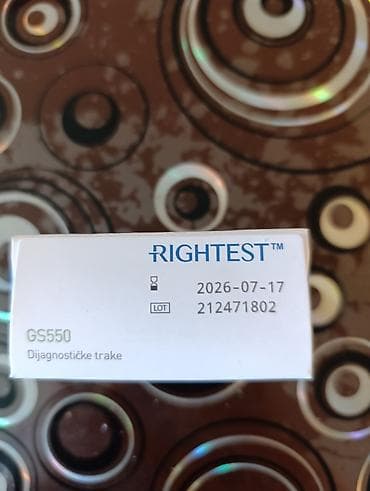 RIGHTEST™
2026-07-17
LOT 212471802
GS550
Dijagnostičke trake